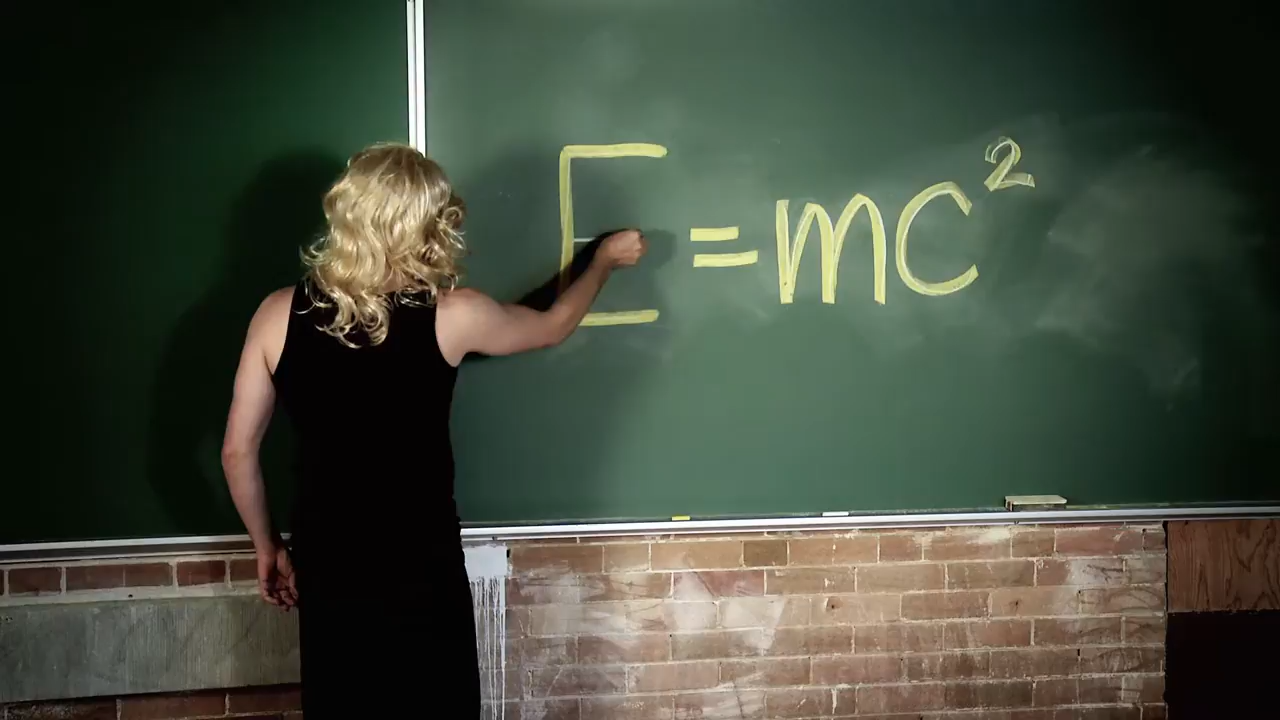 E = mc²